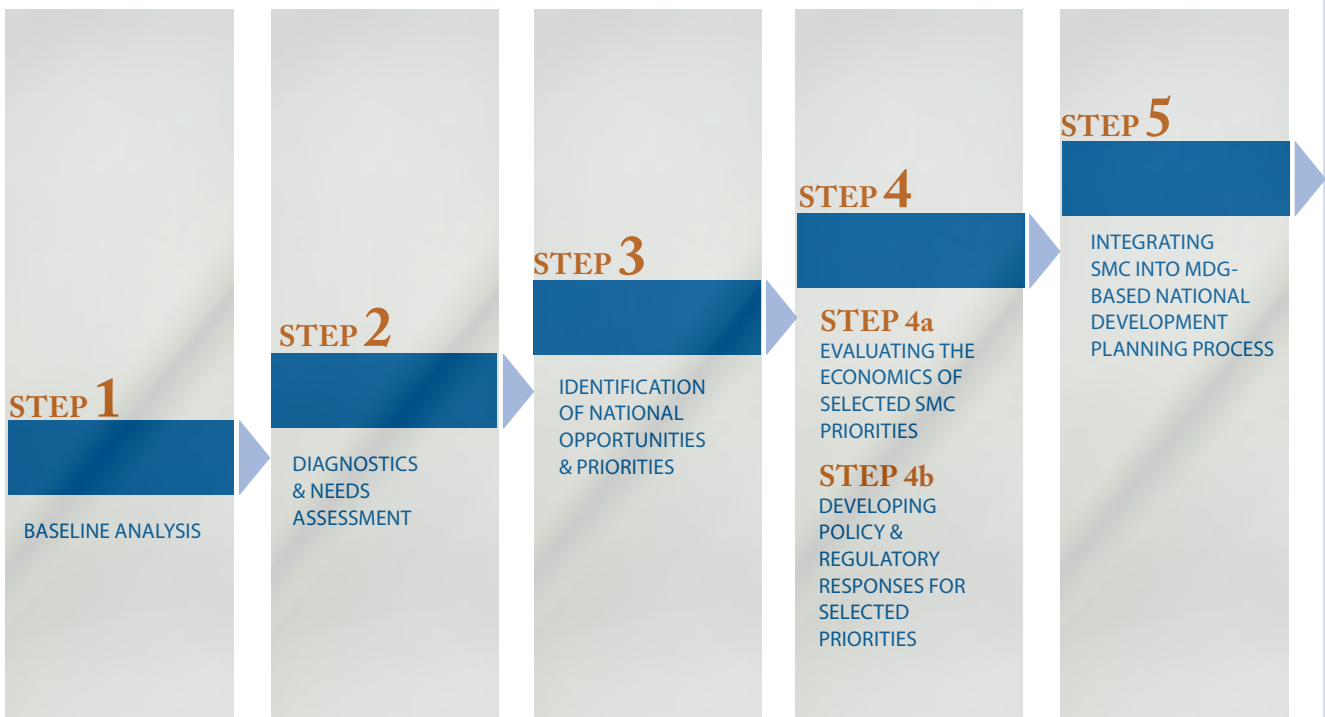 STEP 1
BASELINE ANALYSIS
STEP 2
DIAGNOSTICS
& NEEDS
ASSESSMENT
STEP 3
IDENTIFICATION
OF NATIONAL
OPPORTUNITIES
& PRIORITIES
STEP 4
STEP 4a
EVALUATING THE
ECONOMICS OF
SELECTED SMC
PRIORITIES
STEP 4b
DEVELOPING
POLICY &
REGULATORY
RESPONSES FOR
SELECTED
PRIORITIES
STEP 5
INTEGRATING
SMC INTO MDG-
BASED NATIONAL
DEVELOPMENT
PLANNING PROCESS